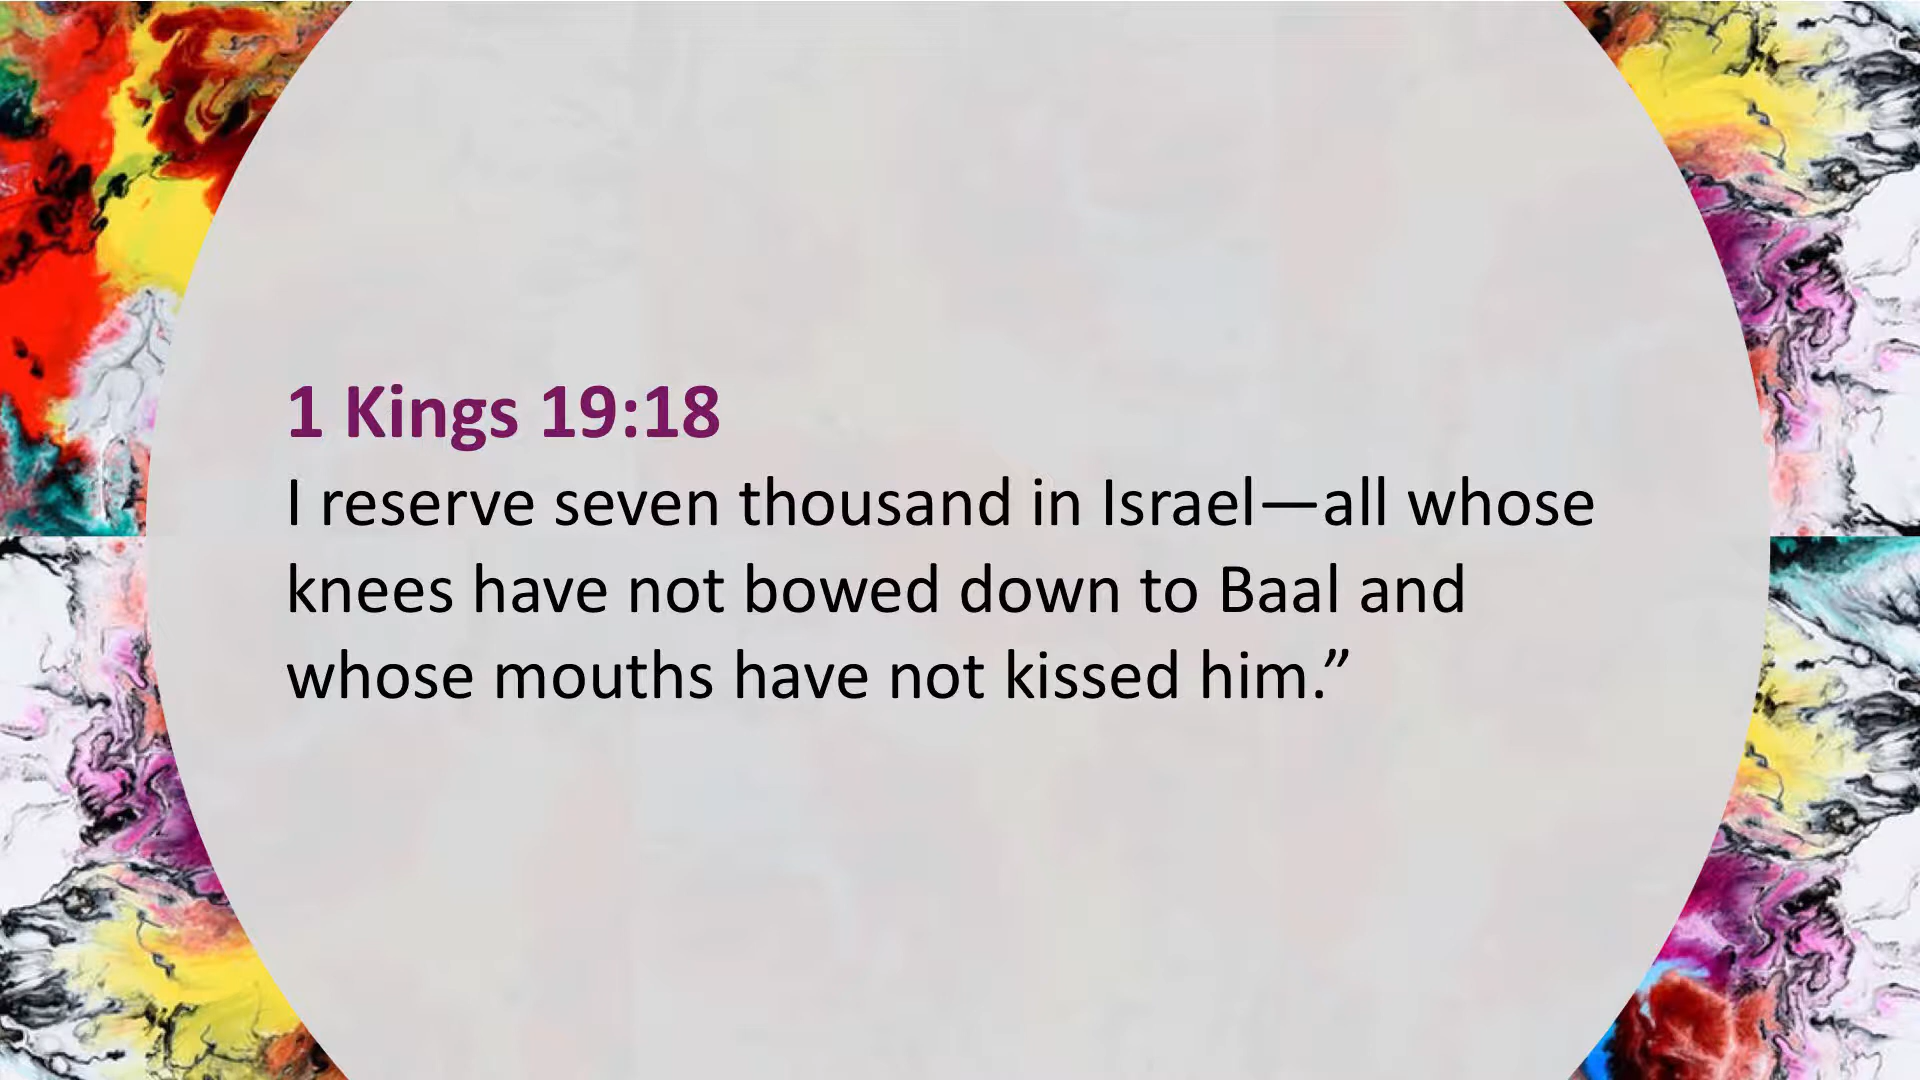 1 Kings 19:18
I reserve seven thousand in Israel—all whose
knees have not bowed down to Baal and
whose mouths have not kissed him.”